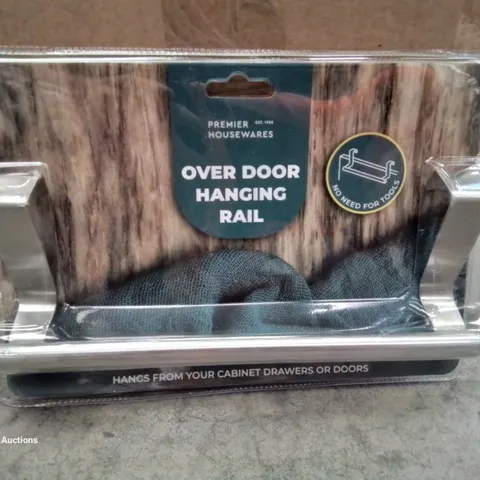 PREMIER EST. 1988
HOUSEWARES
OVER DOOR
HANGING
RAIL
NO NEED FOR TOOLS
HANGS FROM YOUR CABINET DRAWERS OR DOORS
Auctions